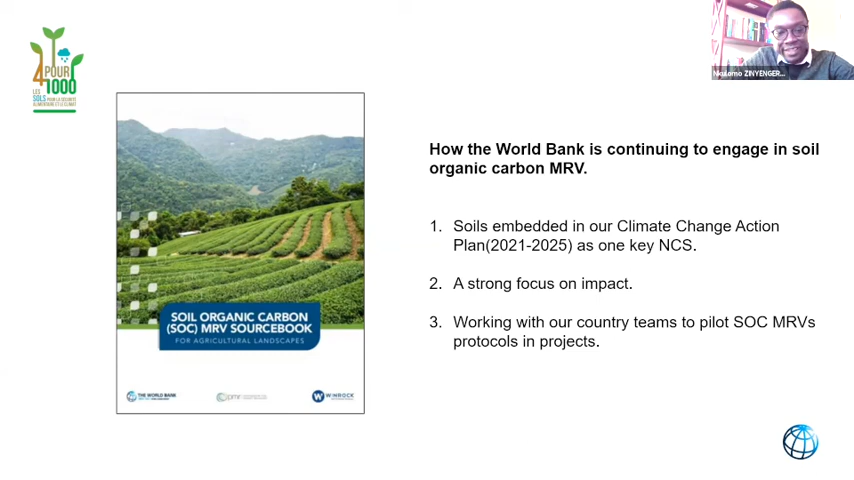 Nkulumo ZINYENGER...
4 POUR
1000
LES
SOLS POUR LA SÉCURITÉ
ALIMENTAIRE ET LE CLIMAT
How the World Bank is continuing to engage in soil
organic carbon MRV.
1. Soils embedded in our Climate Change Action
Plan(2021-2025) as one key NCS.
2. A strong focus on impact.
3. Working with our country teams to pilot SOC MRVs
protocols in projects.
SOIL ORGANIC CARBON
(SOC) MRV SOURCEBOOK
FOR AGRICULTURAL LANDSCAPES
THE WORLD BANK
pmr
WINROCK